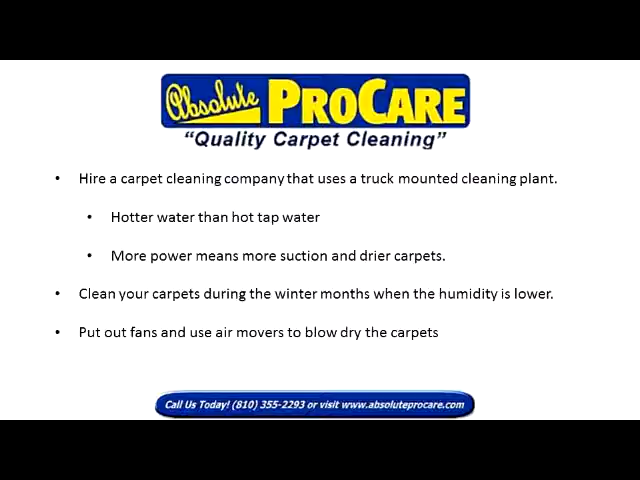 Absolute PROCARE
“Quality Carpet Cleaning”
• Hire a carpet cleaning company that uses a truck mounted cleaning plant.
• Hotter water than hot tap water
• More power means more suction and drier carpets.
• Clean your carpets during the winter months when the humidity is lower.
• Put out fans and use air movers to blow dry the carpets
Call Us Today! (810) 355-2293 or visit www.absoluteprocare.com